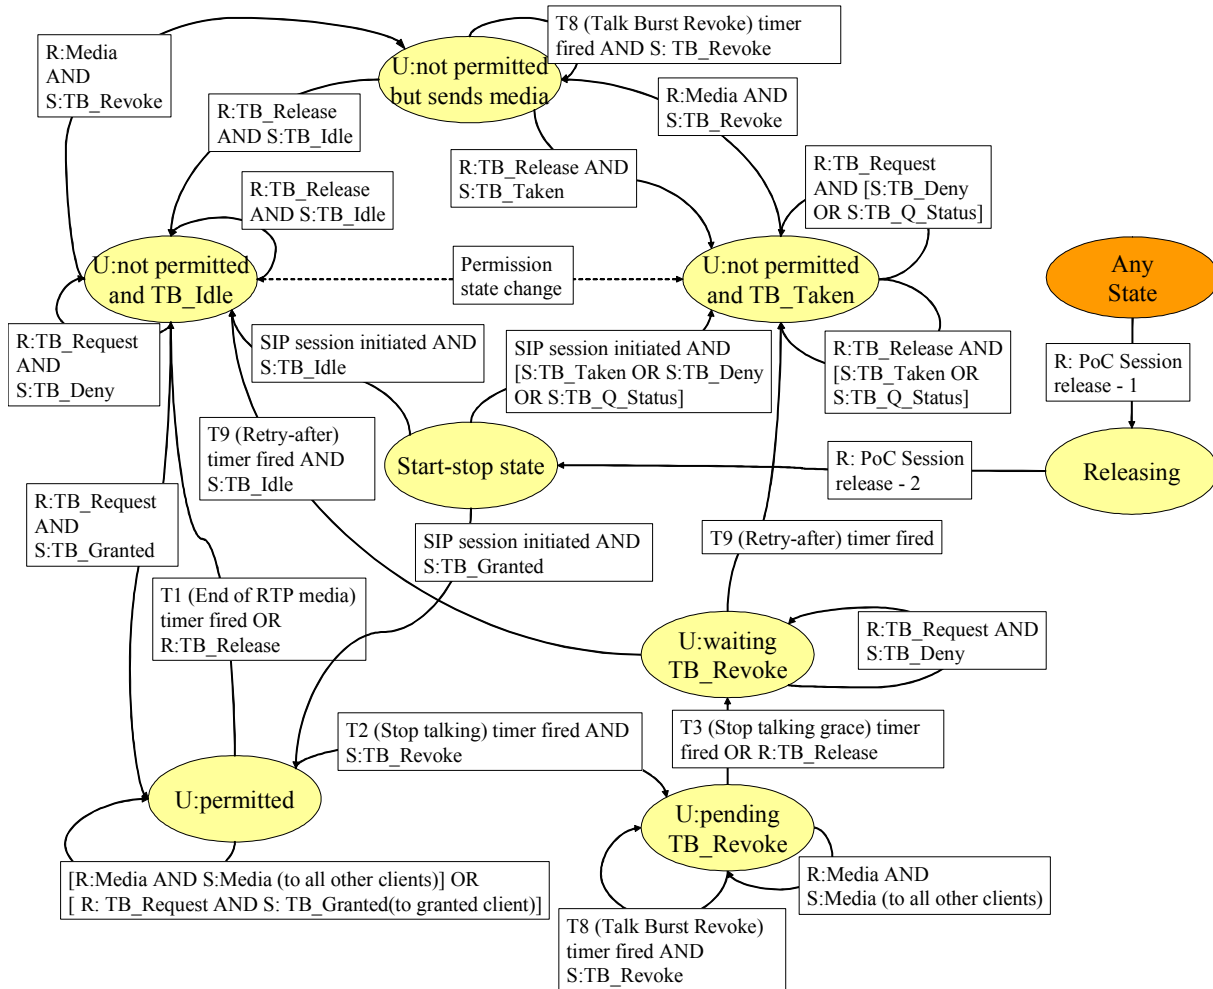 T8 (Talk Burst Revoke) timer
fired AND S: TB_Revoke
R:Media
AND
S:TB_Revoke
U:not permitted
but sends media
R:TB_Release
AND S:TB_Idle
R:Media AND
S:TB_Revoke
R:TB_Release AND
S:TB_Taken
R:TB_Request
AND [S:TB_Deny
OR S:TB_Q_Status]
R:TB_Release
AND S:TB_Idle
U:not permitted
and TB_Idle
Permission
state change
U:not permitted
and TB_Taken
Any
State
R:TB_Request
AND
S:TB_Deny
SIP session initiated AND
S:TB_Idle
SIP session initiated AND
[S:TB_Taken OR S:TB_Deny
OR S:TB_Q_Status]
R:TB_Release AND
[S:TB_Taken OR
S:TB_Q_Status]
R: PoC Session
release - 1
T9 (Retry-after)
timer fired AND
S:TB_Idle
Start-stop state
R: PoC Session
release - 2
Releasing
R:TB_Request
AND
S:TB_Granted
SIP session initiated AND
S:TB_Granted
T9 (Retry-after) timer fired
T1 (End of RTP media)
timer fired OR
R:TB_Release
U:waiting
TB_Revoke
R:TB_Request AND
S:TB_Deny
T2 (Stop talking) timer fired AND
S:TB_Revoke
T3 (Stop talking grace) timer
fired OR R:TB_Release
U:permitted
U:pending
TB_Revoke
[R:Media AND S:Media (to all other clients)] OR
[ R: TB_Request AND S: TB_Granted(to granted client)]
R:Media AND
S:Media (to all other clients)
T8 (Talk Burst Revoke)
timer fired AND
S:TB_Revoke